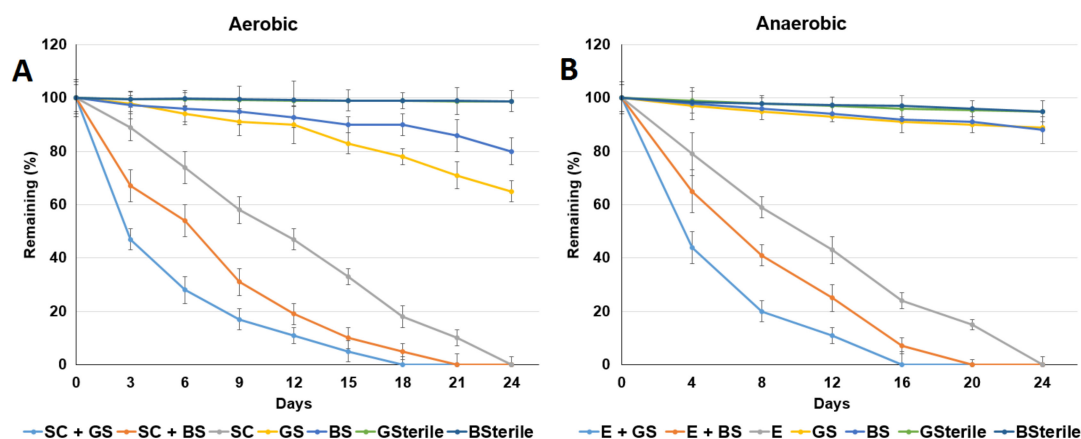 Aerobic
A
120
100
80
60
40
20
0
Remaining (%)
0 3 6 9 12 15 18 21 24
Days
SC + GS SC + BS SC GS BS GSterile BSterile
Anaerobic
B
120
100
80
60
40
20
0
Remaining (%)
0 4 8 12 16 20 24
Days
E + GS E + BS E GS BS GSterile BSterile